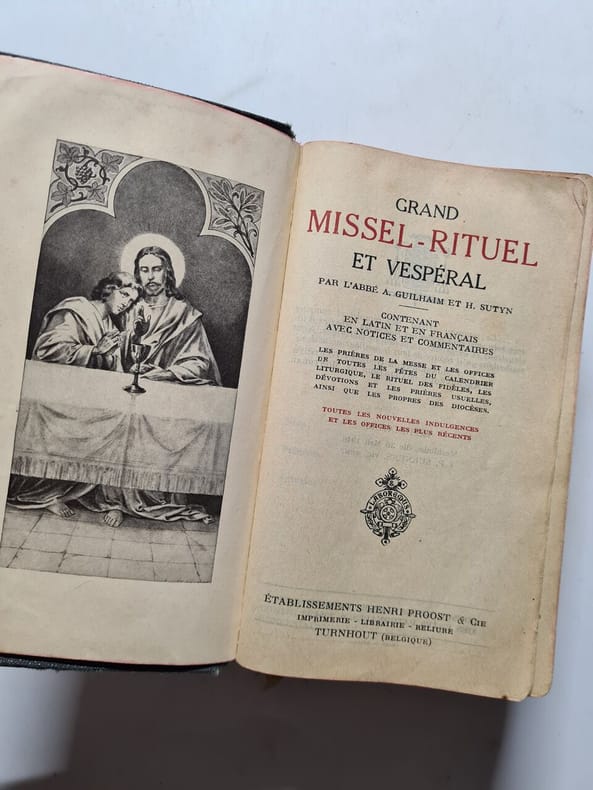 GRAND
MISSEL-RITUEL
ET VESPÉRAL
PAR L'ABBÉ A. GUILHAIM ET H. SUTYN
CONTENANT
EN LATIN ET EN FRANÇAIS
AVEC NOTICES ET COMMENTAIRES
LES PRIÈRES DE LA MESSE ET LES OFFICES
DE TOUTES LES FÊTES DU CALENDRIER
LITURGIQUE, LE RITUEL DES FIDÈLES, LES
DÉVOTIONS ET LES PRIÈRES USUELLES,
AINSI QUE LES PROPRES DES DIOCÈSES.
TOUTES LES NOUVELLES INDULGENCES
ET LES OFFICES LES PLUS RÉCENTS
ÉTABLISSEMENTS HENRI PROOST & Cie
IMPRIMERIE - LIBRAIRIE - RELIURE
TURNHOUT (BELGIQUE)